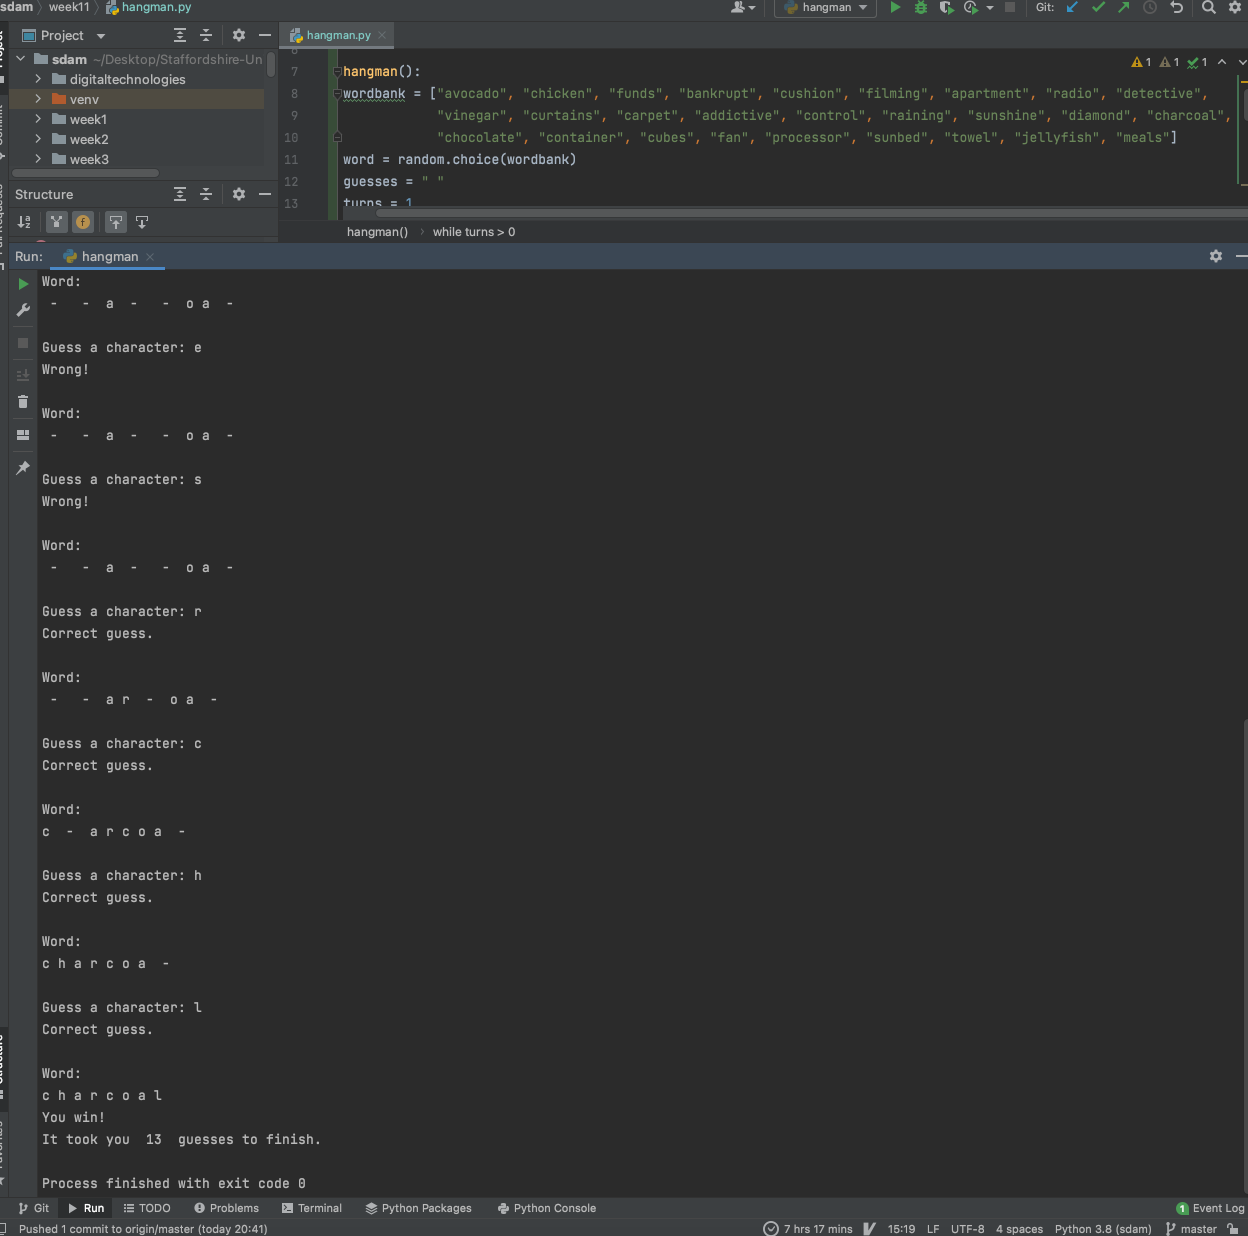 sdam week11 hangman.py
hangman Git:
Project
hangman.py
sdam ~/Desktop/Staffordshire-Un
digitaltechnologies
venv
week1
week2
week3
Structure
7 hangman():
8 wordbank = ["avocado", "chicken", "funds", "bankrupt", "cushion", "filming", "apartment", "radio", "detective",
9 "vinegar", "curtains", "carpet", "addictive", "control", "raining", "sunshine", "diamond", "charcoal",
10 "chocolate", "container", "cubes", "fan", "processor", "sunbed", "towel", "jellyfish", "meals"]
11 word = random.choice(wordbank)
12 guesses = " "
13 turns = 1
1 1 1
hangman() while turns > 0
Run: hangman
Word:
- - a - - o a -
Guess a character: e
Wrong!
Word:
- - a - - o a -
Guess a character: s
Wrong!
Word:
- - a - - o a -
Guess a character: r
Correct guess.
Word:
- - a r - o a -
Guess a character: c
Correct guess.
Word:
c - a r c o a -
Guess a character: h
Correct guess.
Word:
c h a r c o a -
Guess a character: l
Correct guess.
Word:
c h a r c o a l
You win!
It took you 13 guesses to finish.
Process finished with exit code 0
Git Run TODO Problems Terminal Python Packages Python Console 1 Event Log
Pushed 1 commit to origin/master (today 20:41) 7 hrs 17 mins 15:19 LF UTF-8 4 spaces Python 3.8 (sdam) master